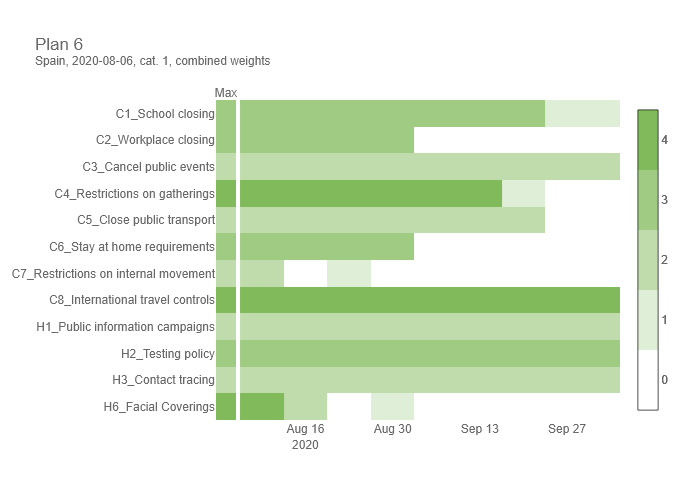 Plan 6
Spain, 2020-08-06, cat. 1, combined weights
Max
C1_School closing
C2_Workplace closing
C3_Cancel public events
C4_Restrictions on gatherings
C5_Close public transport
C6_Stay at home requirements
C7_Restrictions on internal movement
C8_International travel controls
H1_Public information campaigns
H2_Testing policy
H3_Contact tracing
H6_Facial Coverings
Aug 16 Aug 30 Sep 13 Sep 27
2020
4
3
2
1
0